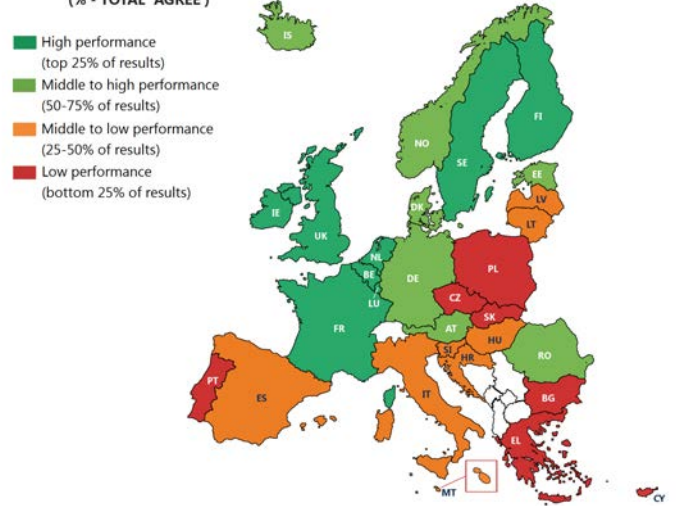 (% - TOTAL 'AGREE')
High performance
(top 25% of results)
Middle to high performance
(50-75% of results)
Middle to low performance
(25-50% of results)
Low performance
(bottom 25% of results)
IS
NO
SE
FI
EE
LV
LT
DK
IE
UK
NL
BE
LU
DE
PL
CZ
SK
AT
HU
FR
SI
HR
RO
PT
ES
IT
BG
EL
MT
CY